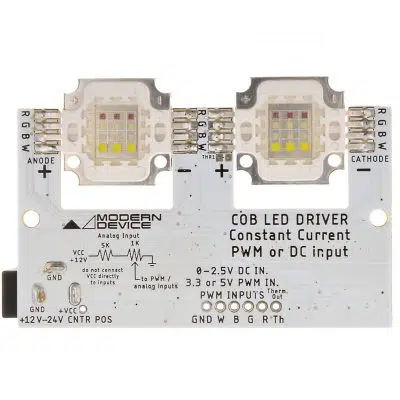 R G B W
R G B W
R G B W
R G B W
ANODE
+
-
THR1
+
CATHODE
-
MODERN
DEVICE
COB LED DRIVER
Constant Current
PWM or DC input
Analog Input
5K 1K
VCC
+12V
do not connect
VCC directly
to inputs
to PWM /
analog inputs
0-2.5V DC IN.
3.3 or 5V PWM IN.
PWM INPUTS Therm.
Out
GND W B G R Th
GND
+VCC
+12V-24V CNTR POS